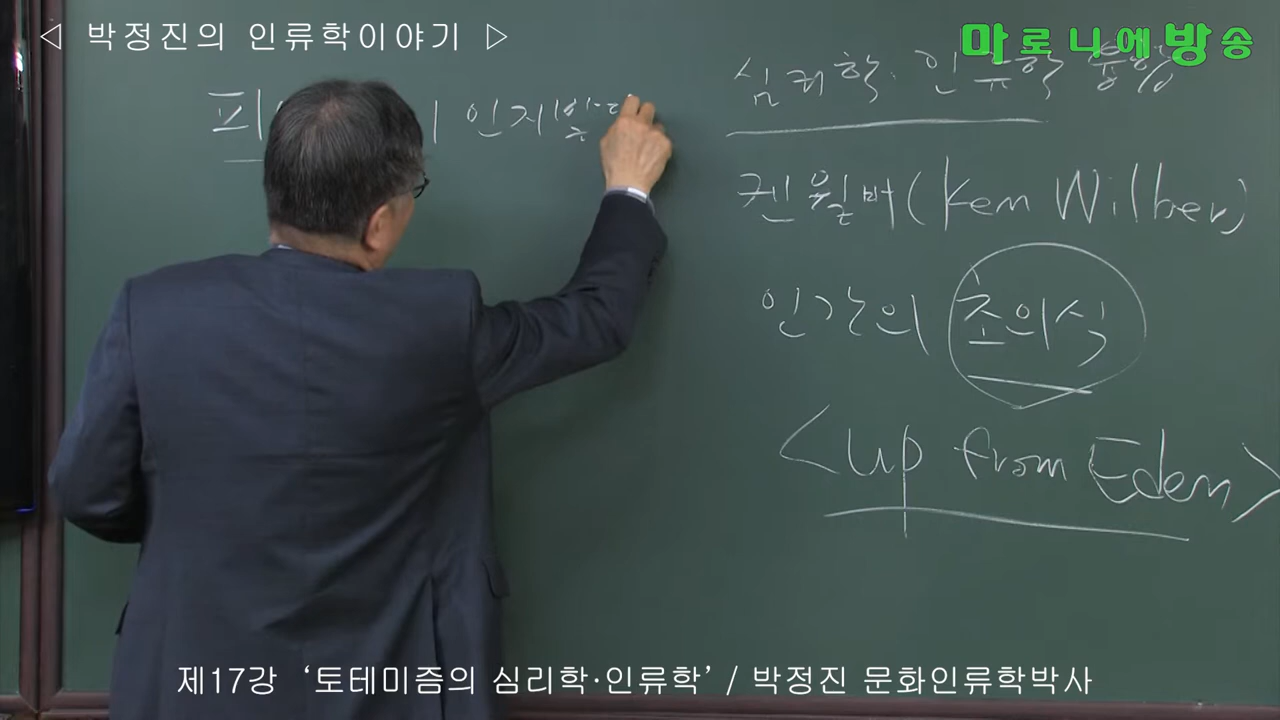 ◁ 박정진의 인류학이야기 ▷
마로니에방송
심리학·인류학 융합
피 인지발
켄 윌버(Ken Wilber)
인간의 초의식
<up from Eden>
제17강 ‘토테미즘의 심리학·인류학’ / 박정진 문화인류학박사